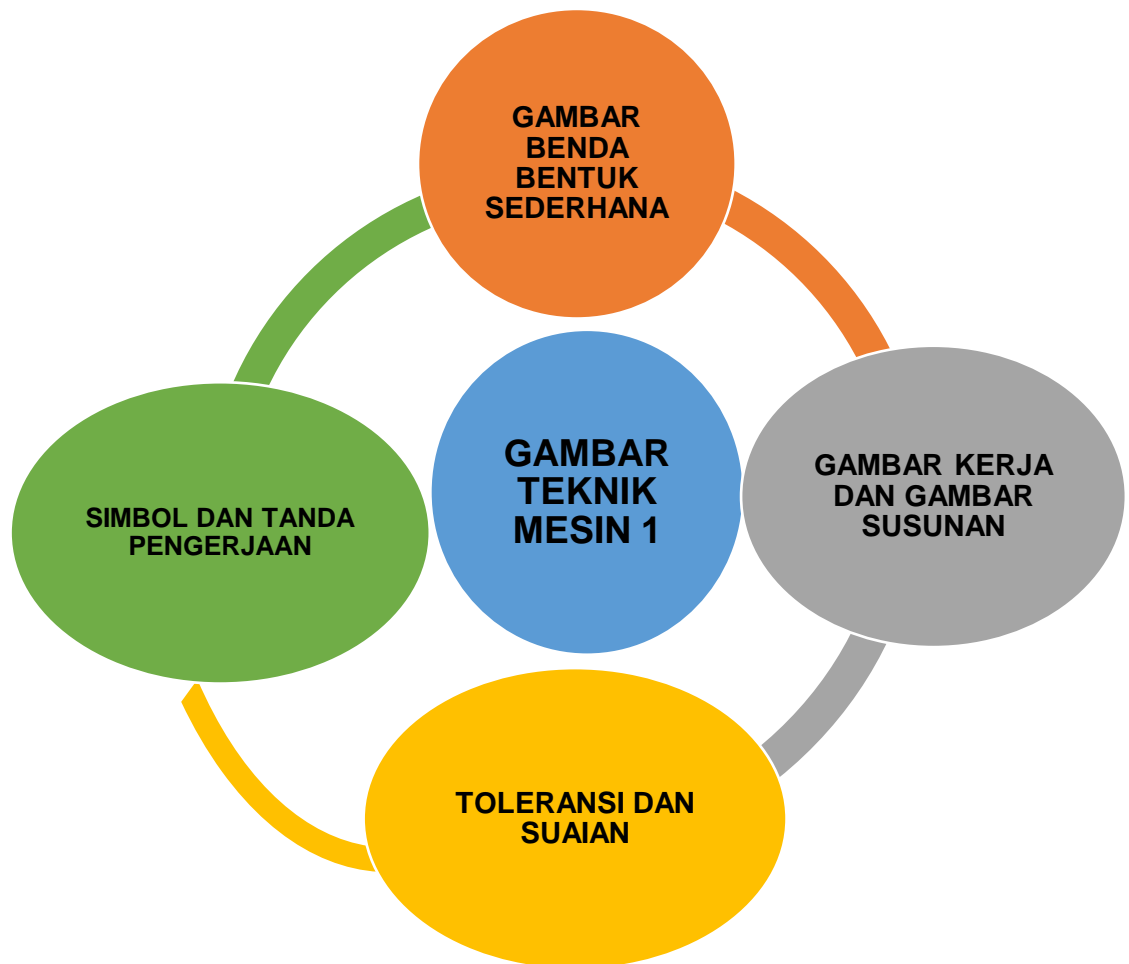 GAMBAR
BENDA
BENTUK
SEDERHANA
GAMBAR
TEKNIK
MESIN 1
GAMBAR KERJA
DAN GAMBAR
SUSUNAN
SIMBOL DAN TANDA
PENGERJAAN
TOLERANSI DAN
SUAIAN